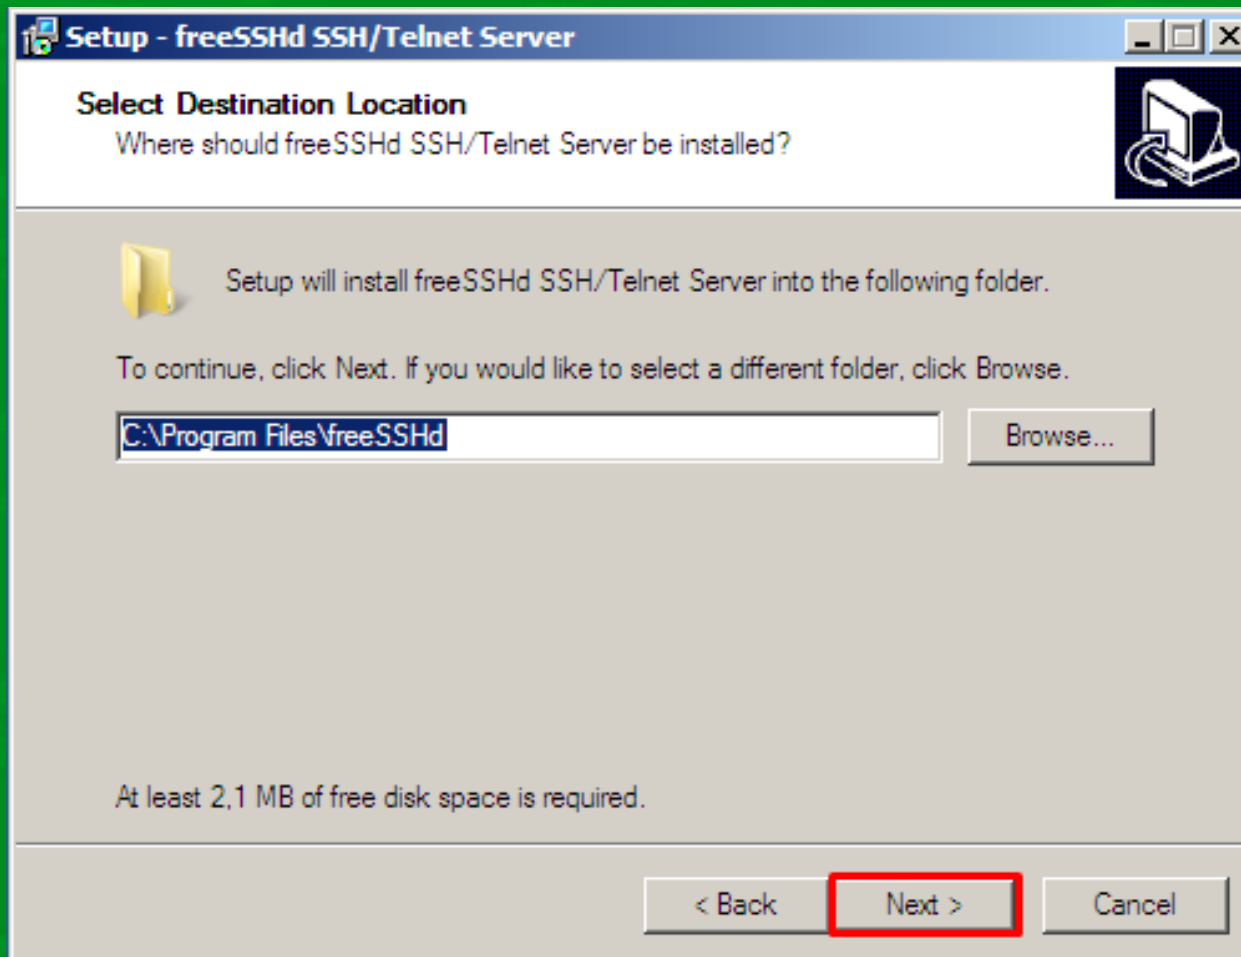 Setup - freeSSHd SSH/Telnet Server
Select Destination Location
Where should freeSSHd SSH/Telnet Server be installed?
Setup will install freeSSHd SSH/Telnet Server into the following folder.
To continue, click Next. If you would like to select a different folder, click Browse.
C:\Program Files\freeSSHd
Browse...
At least 2,1 MB of free disk space is required.
< Back
Next >
Cancel